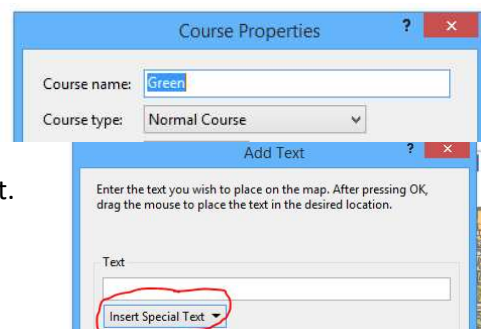 Course Properties ? ×
Course name: Green
Course type: Normal Course
Add Text ?
t.
Enter the text you wish to place on the map. After pressing OK,
drag the mouse to place the text in the desired location.
Text
Insert Special Text